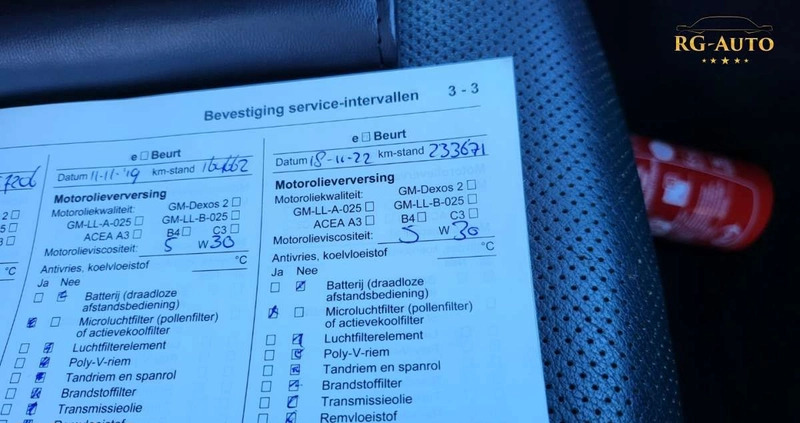 RG-AUTO
Bevestiging service-intervallen 3 - 3
e □ Beurt
Datum 11-11-'19 km-stand
Motorolieverversing
Motoroliekwaliteit: GM-Dexos 2 □
GM-LL-A-025 □ GM-LL-B-025 □
ACEA A3 □ B4 □ C3 □
Motorolieviscositeit: 5 W 30
Antivries, koelvloeistof °C
Ja Nee
Batterij (draadloze
afstandsbediening)
Microluchtfilter (pollenfilter)
of actievekoolfilter
Luchtfilterelement
Poly-V-riem
Tandriem en spanrol
Brandstoffilter
Transmissieolie
Remvloeistof
e □ Beurt
Datum 18-11-22 km-stand 233671
Motorolieverversing
Motoroliekwaliteit: GM-Dexos 2 □
GM-LL-A-025 □ GM-LL-B-025 □
ACEA A3 □ B4 □ C3 □
Motorolieviscositeit: 5 W 30
Antivries, koelvloeistof °C
Ja Nee
Batterij (draadloze
afstandsbediening)
Microluchtfilter (pollenfilter)
of actievekoolfilter
Luchtfilterelement
Poly-V-riem
Tandriem en spanrol
Brandstoffilter
Transmissieolie
Remvloeistof